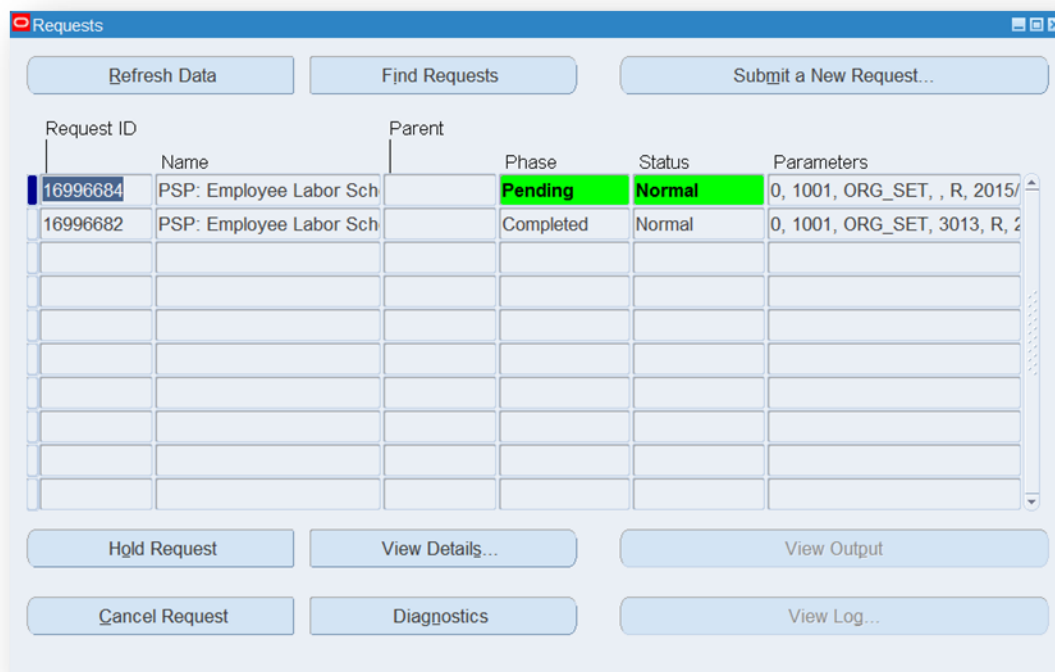 Requests
Refresh Data Find Requests Submit a New Request...
Request ID Parent
Name Phase Status Parameters
16996684 PSP: Employee Labor Sch Pending Normal 0, 1001, ORG_SET, , R, 2015/
16996682 PSP: Employee Labor Sch Completed Normal 0, 1001, ORG_SET, 3013, R, 2
Hold Request View Details... View Output
Cancel Request Diagnostics View Log...